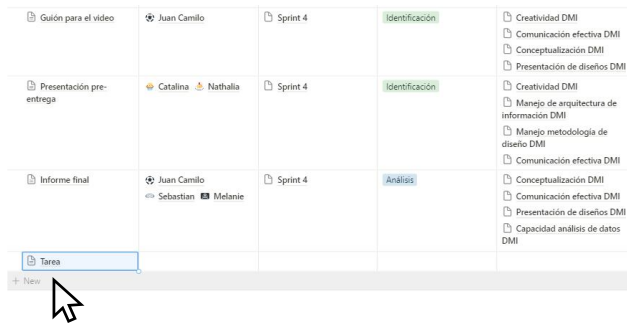 Guión para el video
Juan Camilo
Sprint 4
Identificación
Creatividad DMI
Comunicación efectiva DMI
Conceptualización DMI
Presentación de diseños DMI
Presentación pre-
entrega
Catalina Nathalia
Sprint 4
Identificación
Creatividad DMI
Manejo de arquitectura de
información DMI
Manejo metodología de
diseño DMI
Comunicación efectiva DMI
Informe final
Juan Camilo
Sebastian Melanie
Sprint 4
Análisis
Conceptualización DMI
Comunicación efectiva DMI
Presentación de diseños DMI
Capacidad análisis de datos
DMI
Tarea
+ New